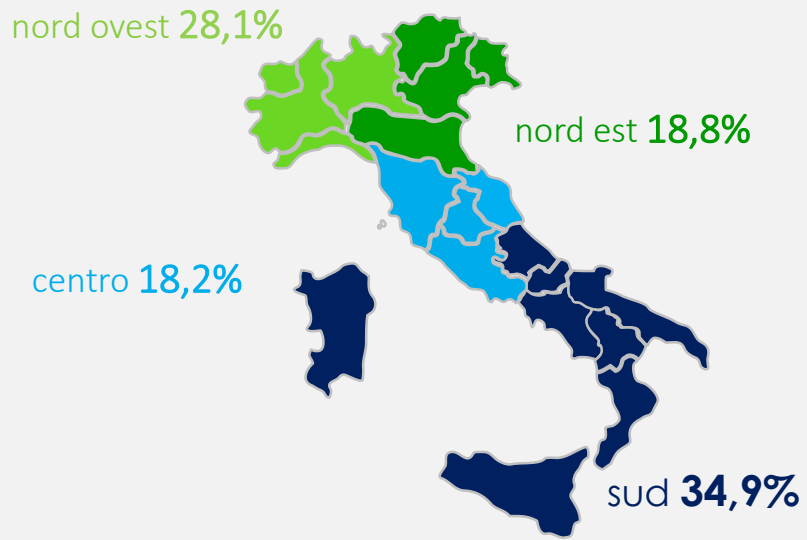 nord ovest 28,1%
nord est 18,8%
centro 18,2%
sud 34,9%